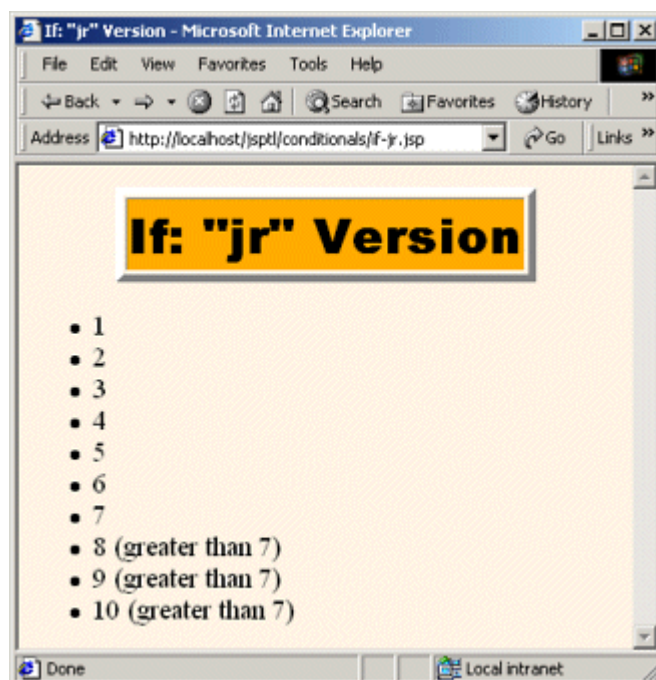 If: "jr" Version - Microsoft Internet Explorer
File Edit View Favorites Tools Help
Back Search Favorites History »
Address http://localhost/jsptl/conditionals/if-jr.jsp Go Links »
If: "jr" Version
• 1
• 2
• 3
• 4
• 5
• 6
• 7
• 8 (greater than 7)
• 9 (greater than 7)
• 10 (greater than 7)
Done Local intranet